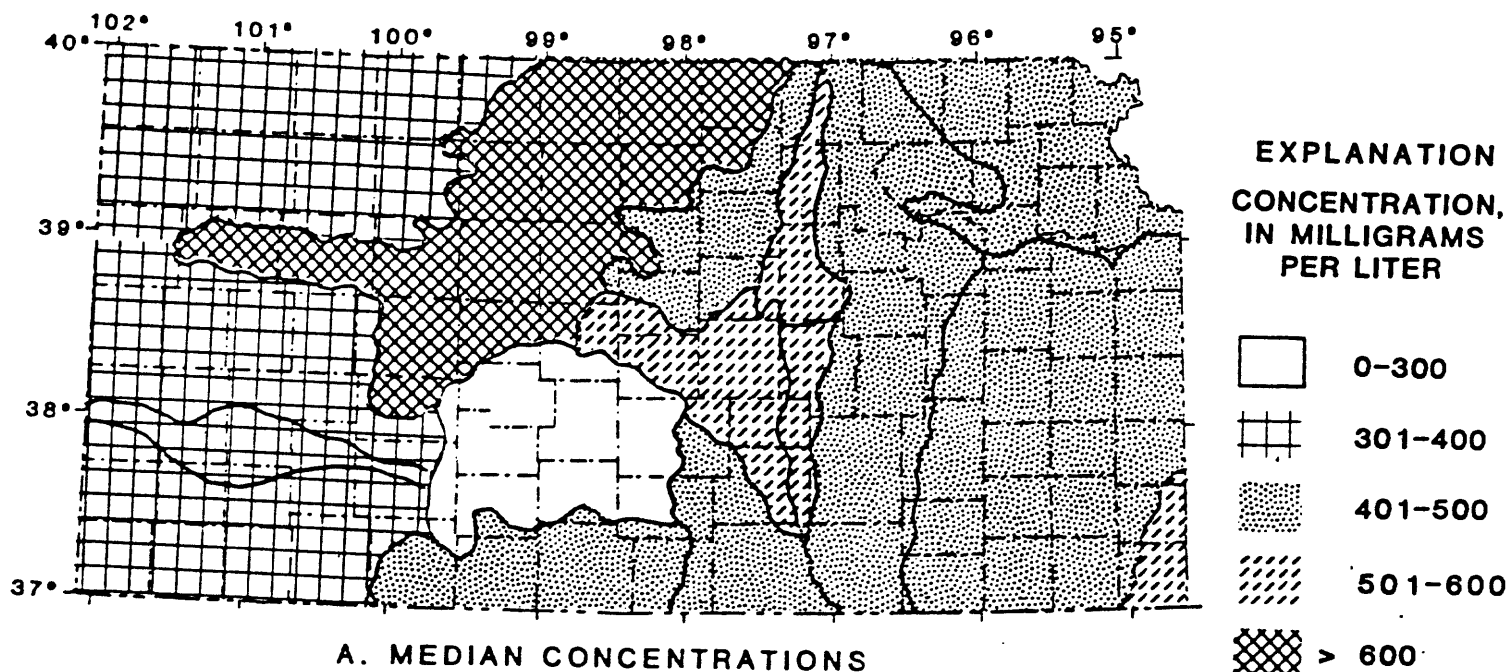 102° 101° 100° 99° 98° 97° 96° 95°
40°
39°
38°
37°
EXPLANATION
CONCENTRATION,
IN MILLIGRAMS
PER LITER
0-300
301-400
401-500
501-600
> 600
A. MEDIAN CONCENTRATIONS